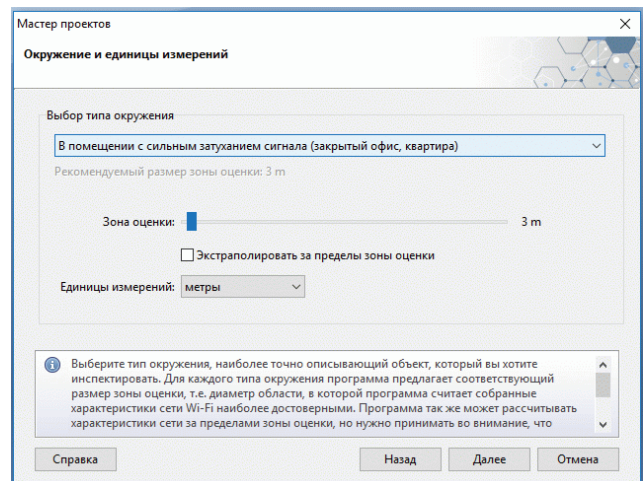 Мастер проектов
Окружение и единицы измерений
Выбор типа окружения
В помещении с сильным затуханием сигнала (закрытый офис, квартира)
Рекомендуемый размер зоны оценки: 3 m
Зона оценки: 3 m
Экстраполировать за пределы зоны оценки
Единицы измерений: метры
Выберите тип окружения, наиболее точно описывающий объект, который вы хотите
инспектировать. Для каждого типа окружения программа предлагает соответствующий
размер зоны оценки, т.е. диаметр области, в которой программа считает собранные
характеристики сети Wi-Fi наиболее достоверными. Программа так же может рассчитывать
характеристики сети за пределами зоны оценки, но нужно принимать во внимание, что
Справка Назад Далее Отмена